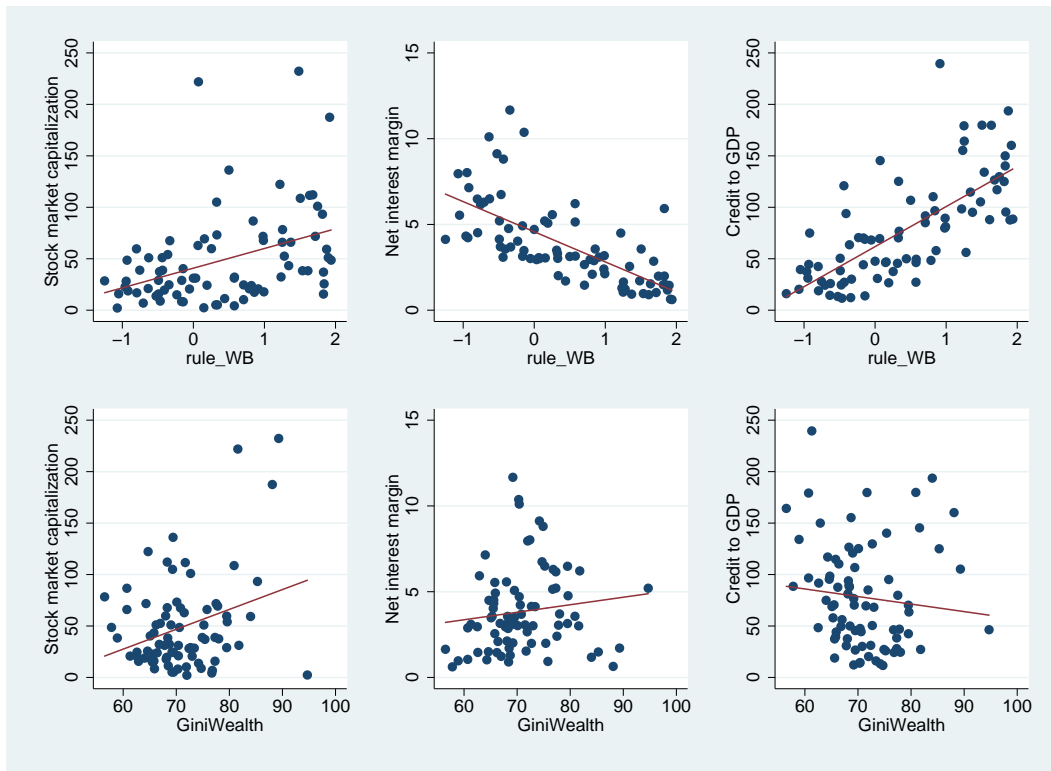 Stock market capitalization
0 50 100 150 200 250
−1 0 1 2
rule_WB
Net interest margin
0 5 10 15
−1 0 1 2
rule_WB
Credit to GDP
0 50 100 150 200 250
−1 0 1 2
rule_WB
Stock market capitalization
0 50 100 150 200 250
60 70 80 90 100
GiniWealth
Net interest margin
0 5 10 15
60 70 80 90 100
GiniWealth
Credit to GDP
0 50 100 150 200 250
60 70 80 90 100
GiniWealth